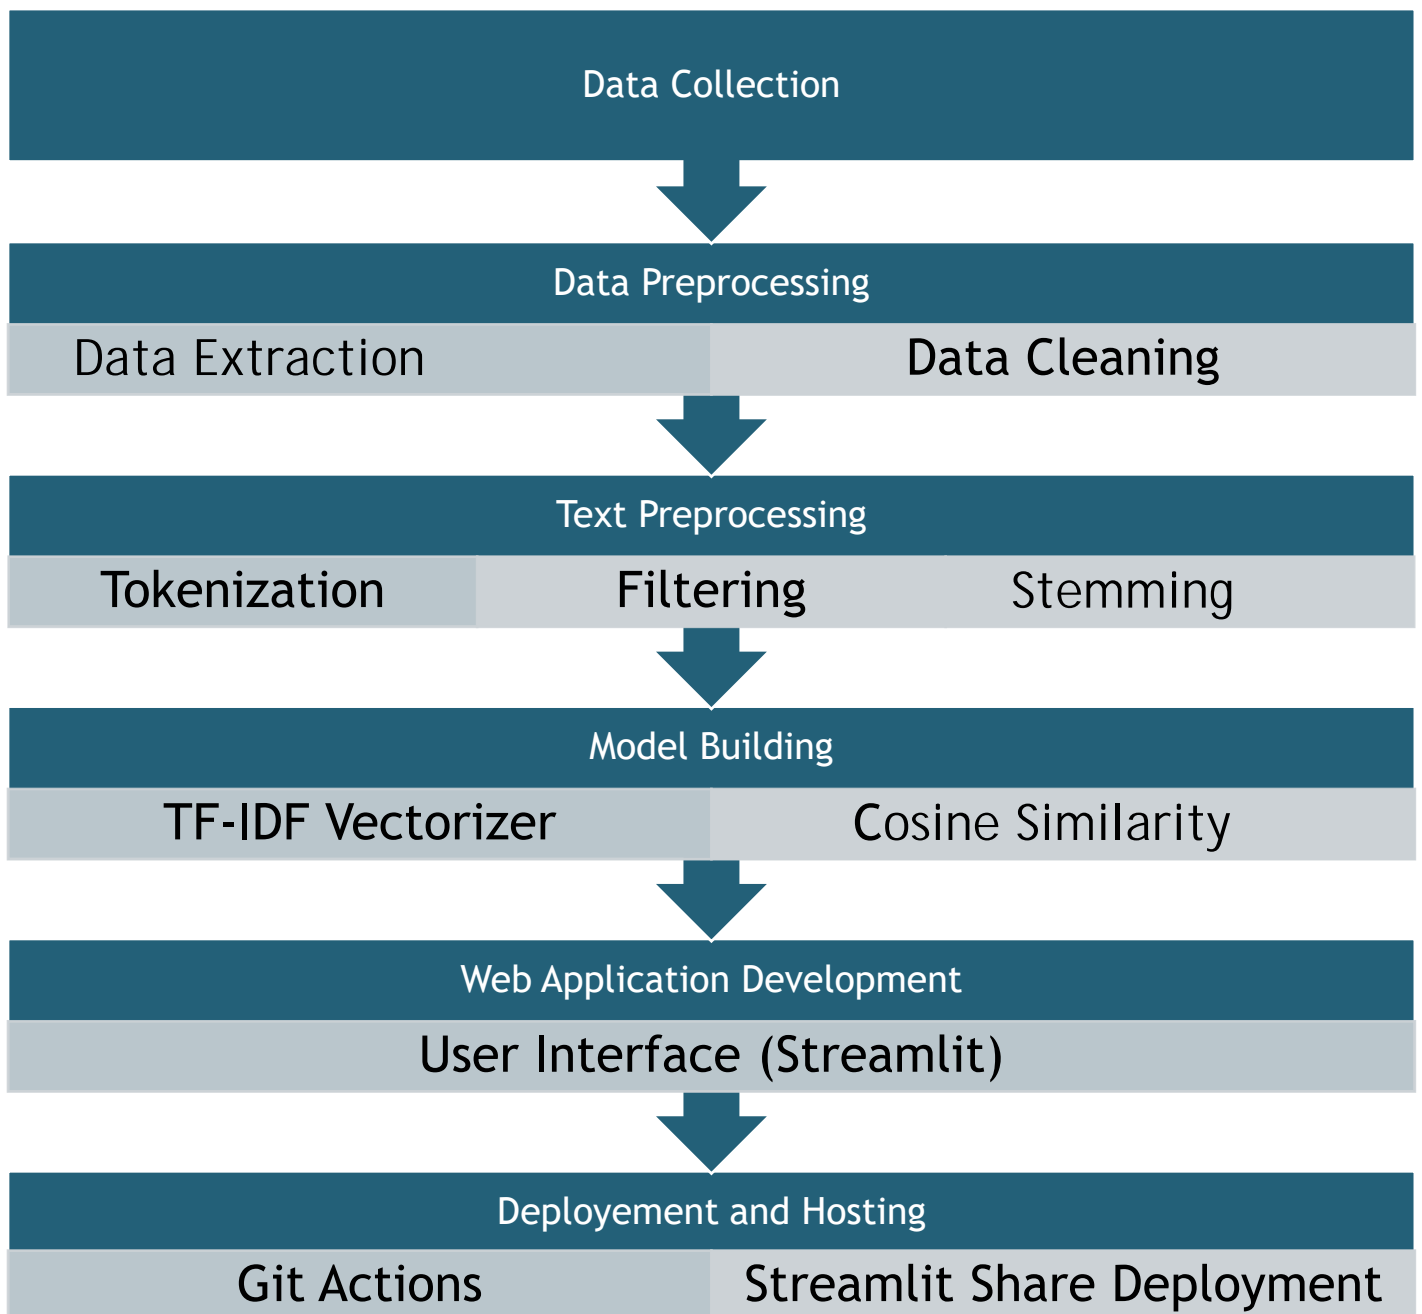 Data Collection
Data Preprocessing
Data Extraction
Data Cleaning
Text Preprocessing
Tokenization
Filtering
Stemming
Model Building
TF-IDF Vectorizer
Cosine Similarity
Web Application Development
User Interface (Streamlit)
Deployement and Hosting
Git Actions
Streamlit Share Deployment